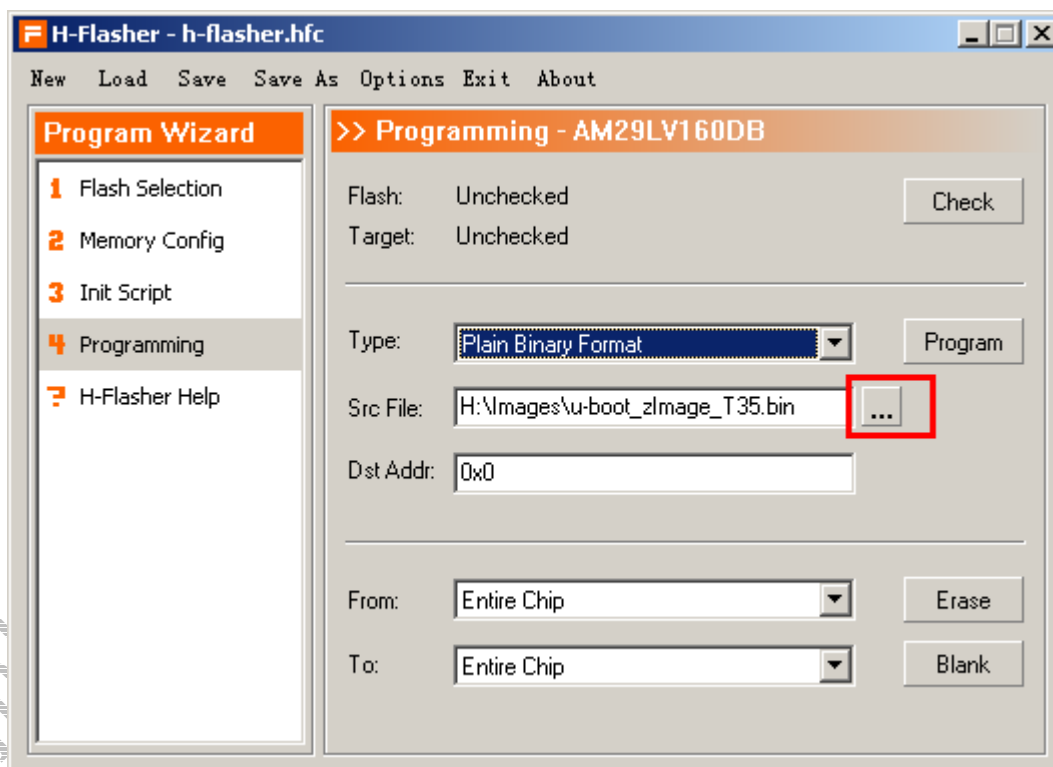 H-Flasher - h-flasher.hfc
New Load Save Save As Options Exit About
Program Wizard
1 Flash Selection
2 Memory Config
3 Init Script
4 Programming
? H-Flasher Help
>> Programming - AM29LV160DB
Flash: Unchecked
Check
Target: Unchecked
Type: Plain Binary Format
Program
Src File: H:\Images\u-boot_zImage_T35.bin ...
Dst Addr: 0x0
From: Entire Chip
Erase
To: Entire Chip
Blank